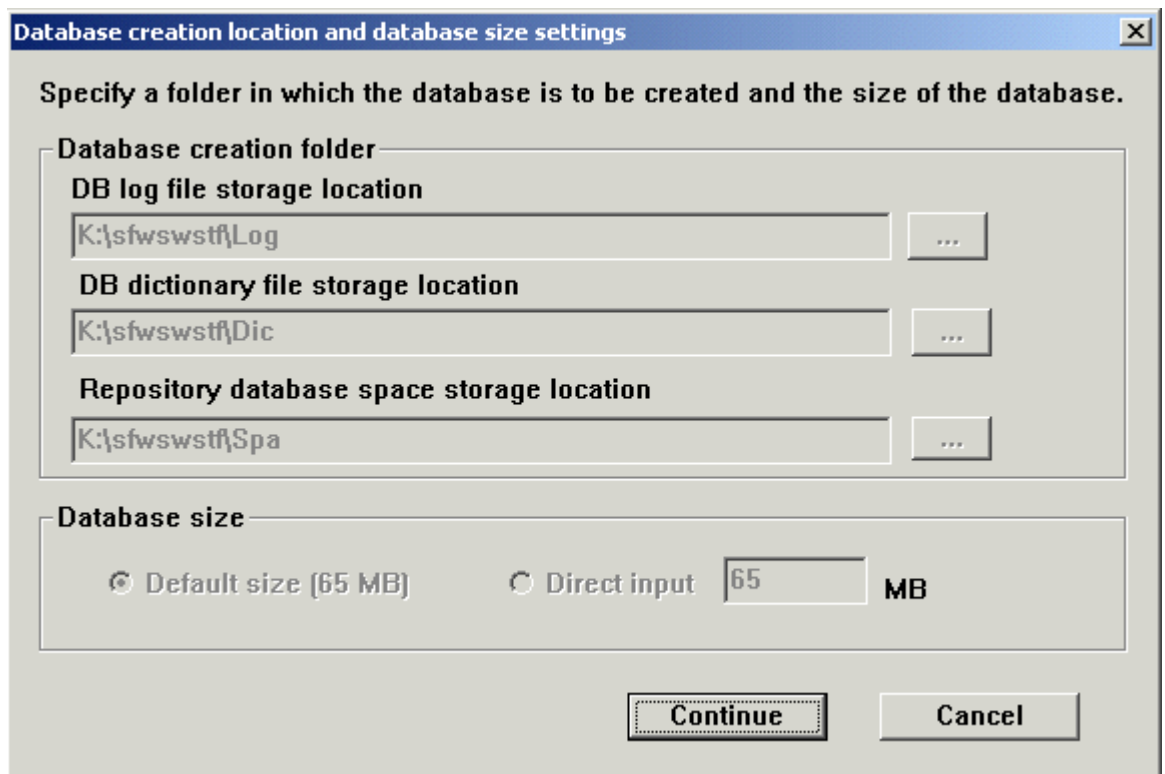 Database creation location and database size settings
Specify a folder in which the database is to be created and the size of the database.
Database creation folder
DB log file storage location
K:\sfwswstf\Log ...
DB dictionary file storage location
K:\sfwswstf\Dic ...
Repository database space storage location
K:\sfwswstf\Spa ...
Database size
Default size (65 MB) Direct input 65 MB
Continue Cancel